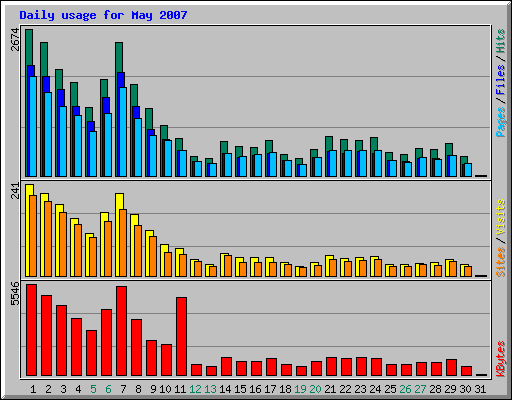 Daily usage for May 2007
2674
Pages / Files / Hits
241
Sites / Visits
5546
KBytes
1 2 3 4 5 6 7 8 9 10 11 12 13 14 15 16 17 18 19 20 21 22 23 24 25 26 27 28 29 30 31